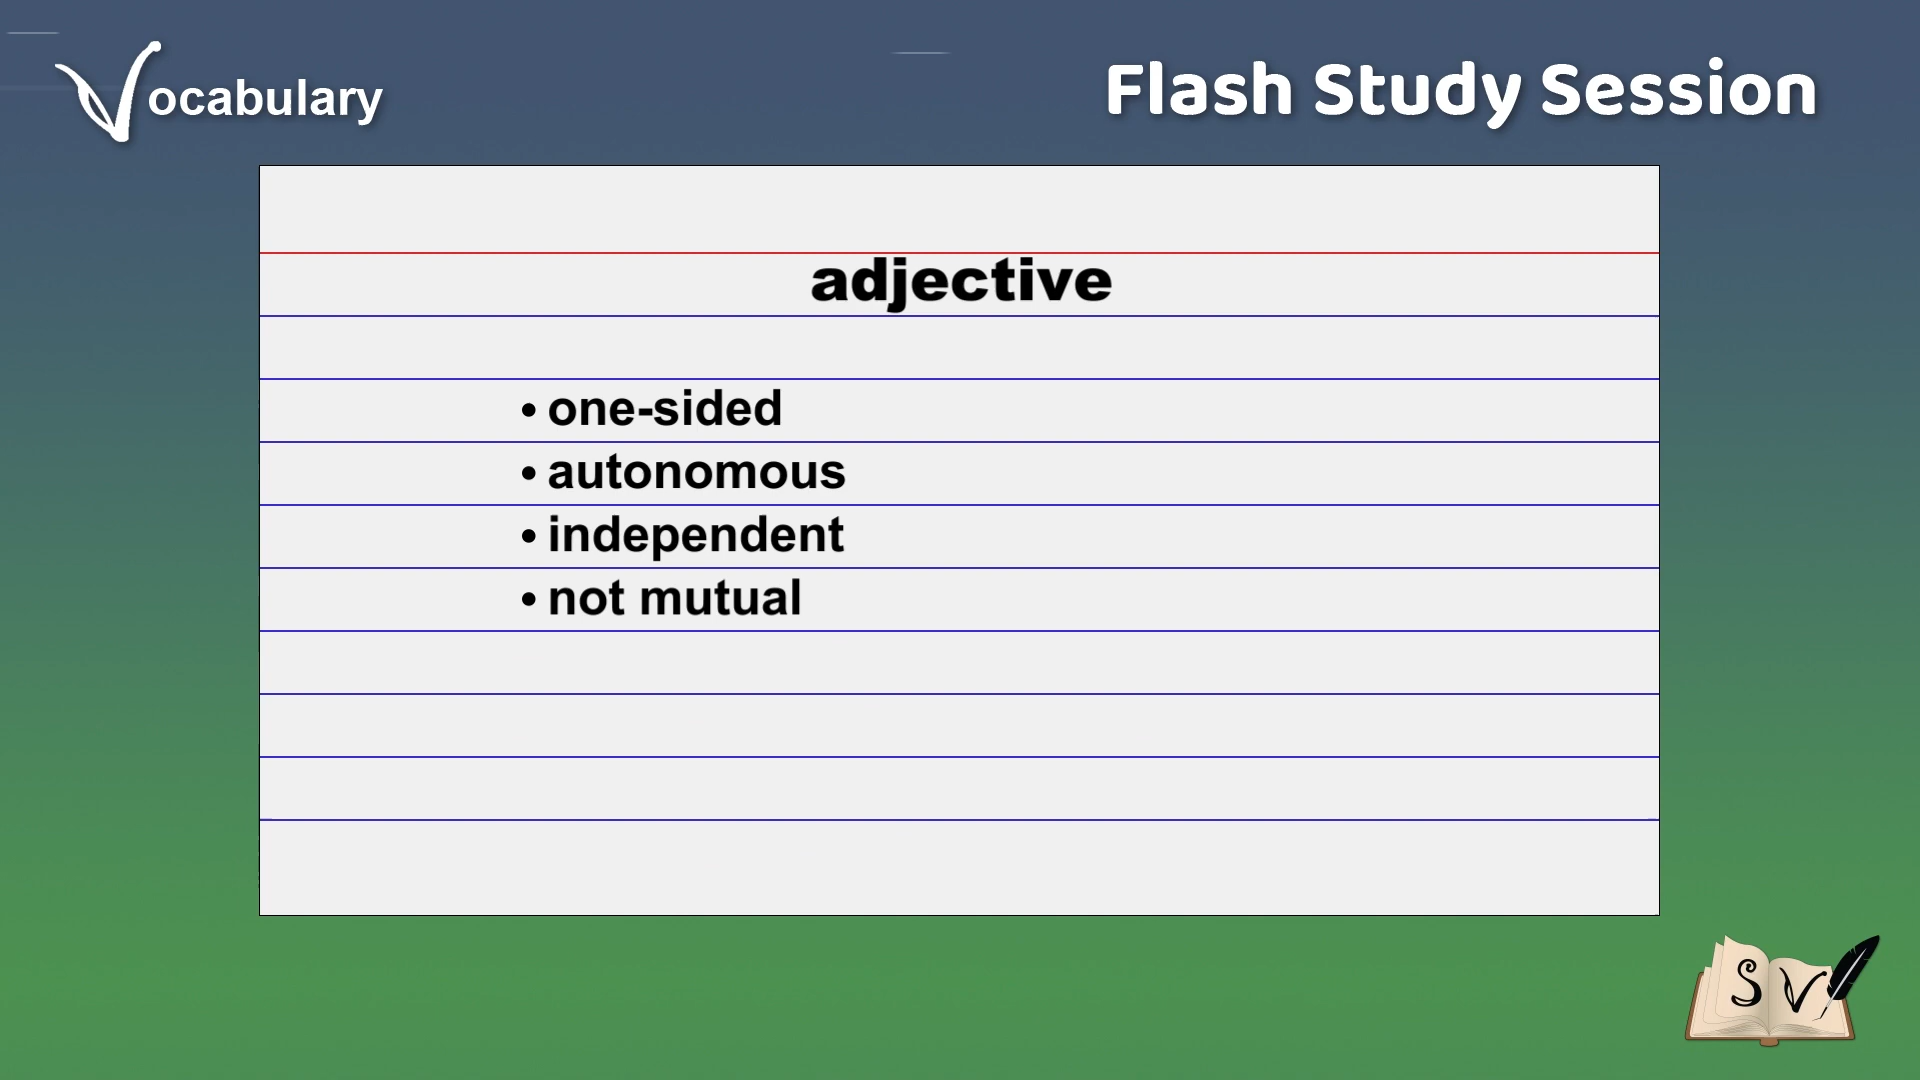 Vocabulary
Flash Study Session
adjective
• one-sided
• autonomous
• independent
• not mutual
SV